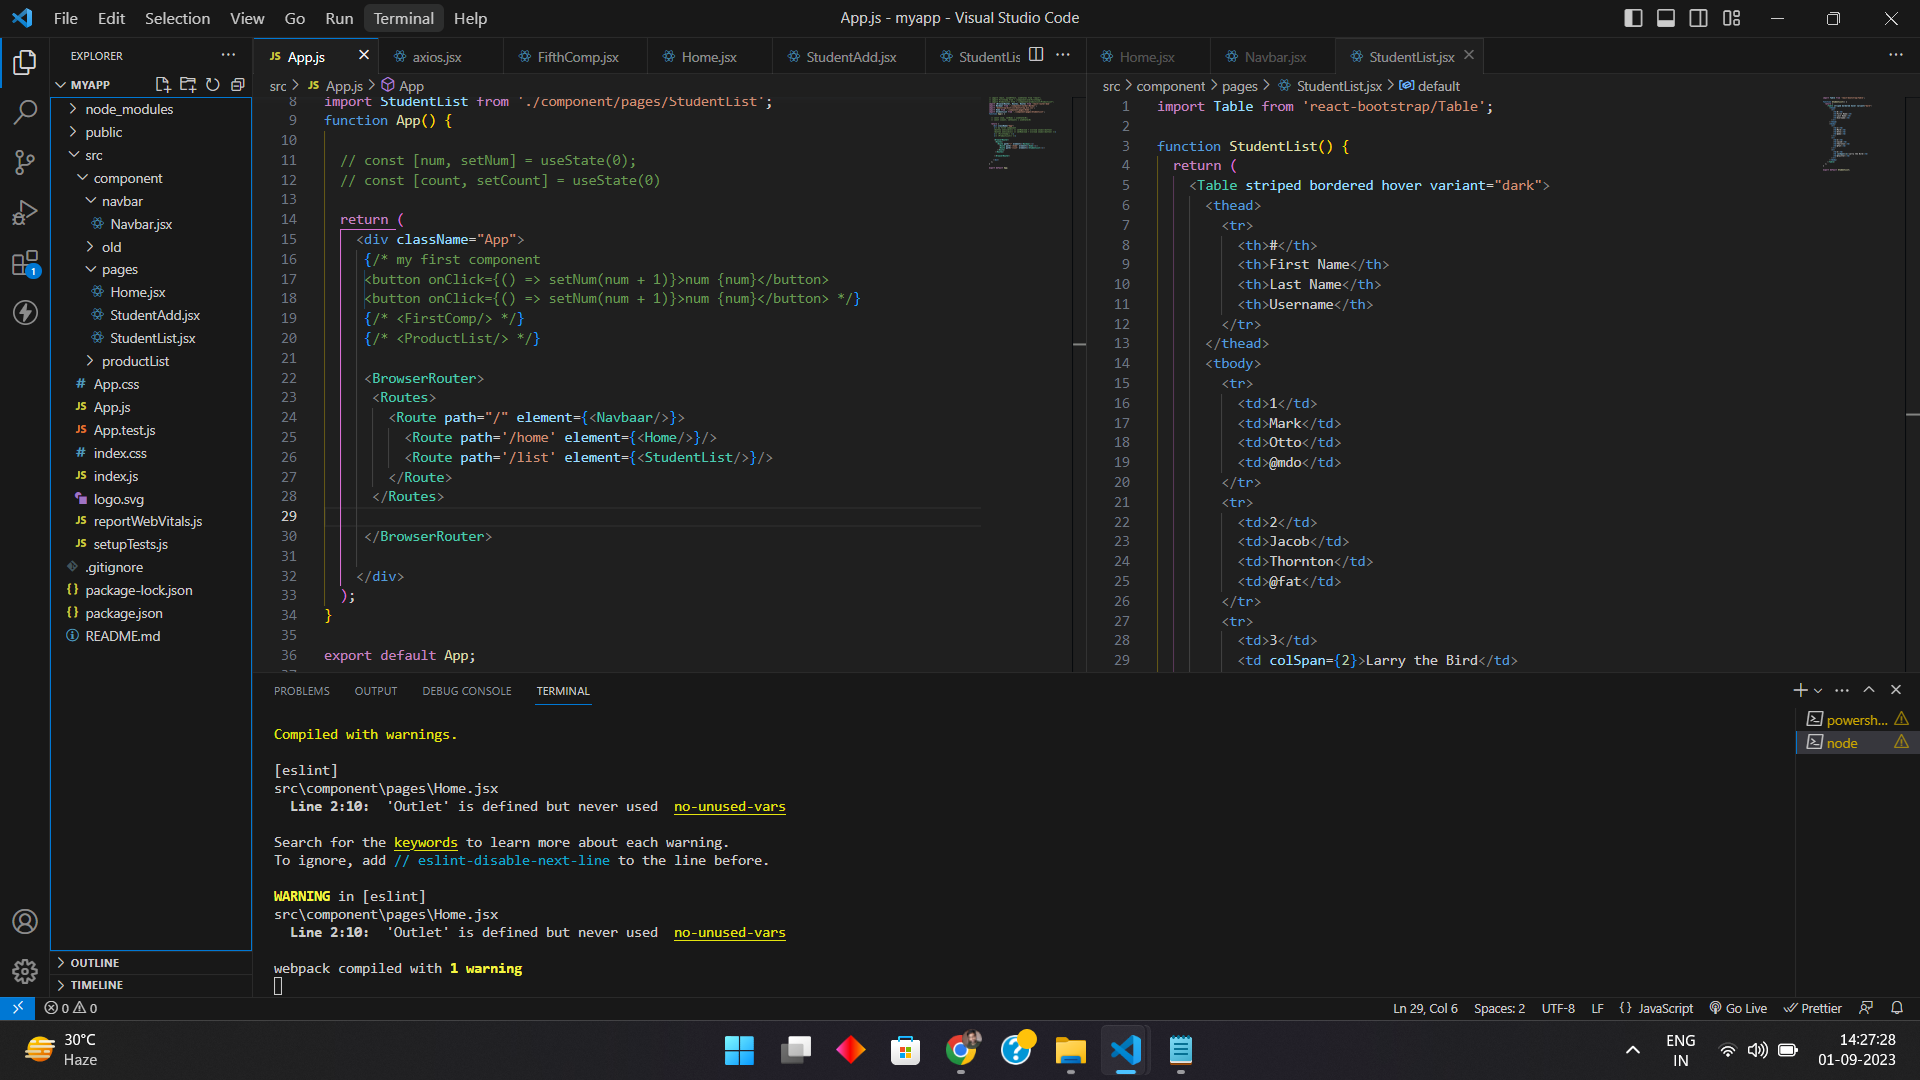 File Edit Selection View Go Run Terminal Help
App.js - myapp - Visual Studio Code
EXPLORER
MYAPP
node_modules
public
src
component
navbar
Navbar.jsx
old
pages
Home.jsx
StudentAdd.jsx
StudentList.jsx
productList
App.css
App.js
App.test.js
index.css
index.js
logo.svg
reportWebVitals.js
setupTests.js
.gitignore
package-lock.json
package.json
README.md
OUTLINE
TIMELINE
App.js axios.jsx FifthComp.jsx Home.jsx StudentAdd.jsx StudentLis
src > App.js > App
8 import StudentList from './component/pages/StudentList';
9 function App() {
10
11 // const [num, setNum] = useState(0);
12 // const [count, setCount] = useState(0)
13
14 return (
15 <div className="App">
16 {/* my first component
17 <button onClick={() => setNum(num + 1)}>num {num}</button>
18 <button onClick={() => setNum(num + 1)}>num {num}</button> */}
19 {/* <FirstComp/> */}
20 {/* <ProductList/> */}
21
22 <BrowserRouter>
23 <Routes>
24 <Route path="/" element={<Navbaar/>}>
25 <Route path='/home' element={<Home/>}/>
26 <Route path='/list' element={<StudentList/>}/>
27 </Route>
28 </Routes>
29
30 </BrowserRouter>
31
32 </div>
33 );
34 }
35
36 export default App;
Home.jsx Navbar.jsx StudentList.jsx
src > component > pages > StudentList.jsx > default
1 import Table from 'react-bootstrap/Table';
2
3 function StudentList() {
4 return (
5 <Table striped bordered hover variant="dark">
6 <thead>
7 <tr>
8 <th>#</th>
9 <th>First Name</th>
10 <th>Last Name</th>
11 <th>Username</th>
12 </tr>
13 </thead>
14 <tbody>
15 <tr>
16 <td>1</td>
17 <td>Mark</td>
18 <td>Otto</td>
19 <td>@mdo</td>
20 </tr>
21 <tr>
22 <td>2</td>
23 <td>Jacob</td>
24 <td>Thornton</td>
25 <td>@fat</td>
26 </tr>
27 <tr>
28 <td>3</td>
29 <td colSpan={2}>Larry the Bird</td>
PROBLEMS OUTPUT DEBUG CONSOLE TERMINAL
Compiled with warnings.
[eslint]
src\component\pages\Home.jsx
Line 2:10: 'Outlet' is defined but never used no-unused-vars
Search for the keywords to learn more about each warning.
To ignore, add // eslint-disable-next-line to the line before.
WARNING in [eslint]
src\component\pages\Home.jsx
Line 2:10: 'Outlet' is defined but never used no-unused-vars
webpack compiled with 1 warning
powersh...
node
1
0 0
Ln 29, Col 6 Spaces: 2 UTF-8 LF {} JavaScript Go Live Prettier
30°C
Haze
ENG
IN
14:27:28
01-09-2023